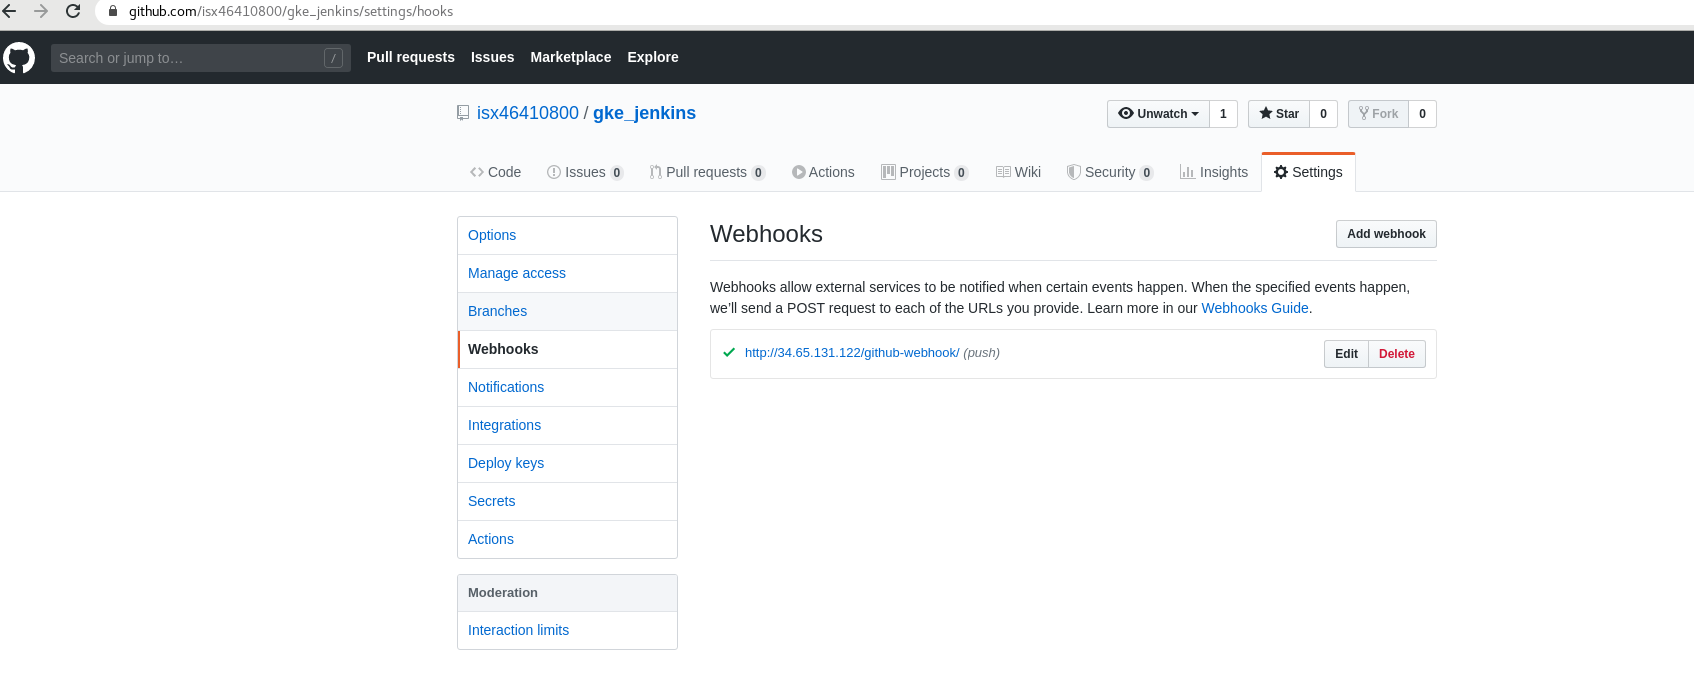 github.com/isx46410800/gke_jenkins/settings/hooks
Search or jump to… / Pull requests Issues Marketplace Explore
isx46410800 / gke_jenkins Unwatch 1 Star 0 Fork 0
Code Issues 0 Pull requests 0 Actions Projects 0 Wiki Security 0 Insights Settings
Options
Manage access
Branches
Webhooks
Notifications
Integrations
Deploy keys
Secrets
Actions
Moderation
Interaction limits
Webhooks Add webhook
Webhooks allow external services to be notified when certain events happen. When the specified events happen,
we’ll send a POST request to each of the URLs you provide. Learn more in our Webhooks Guide.
http://34.65.131.122/github-webhook/ (push) Edit Delete